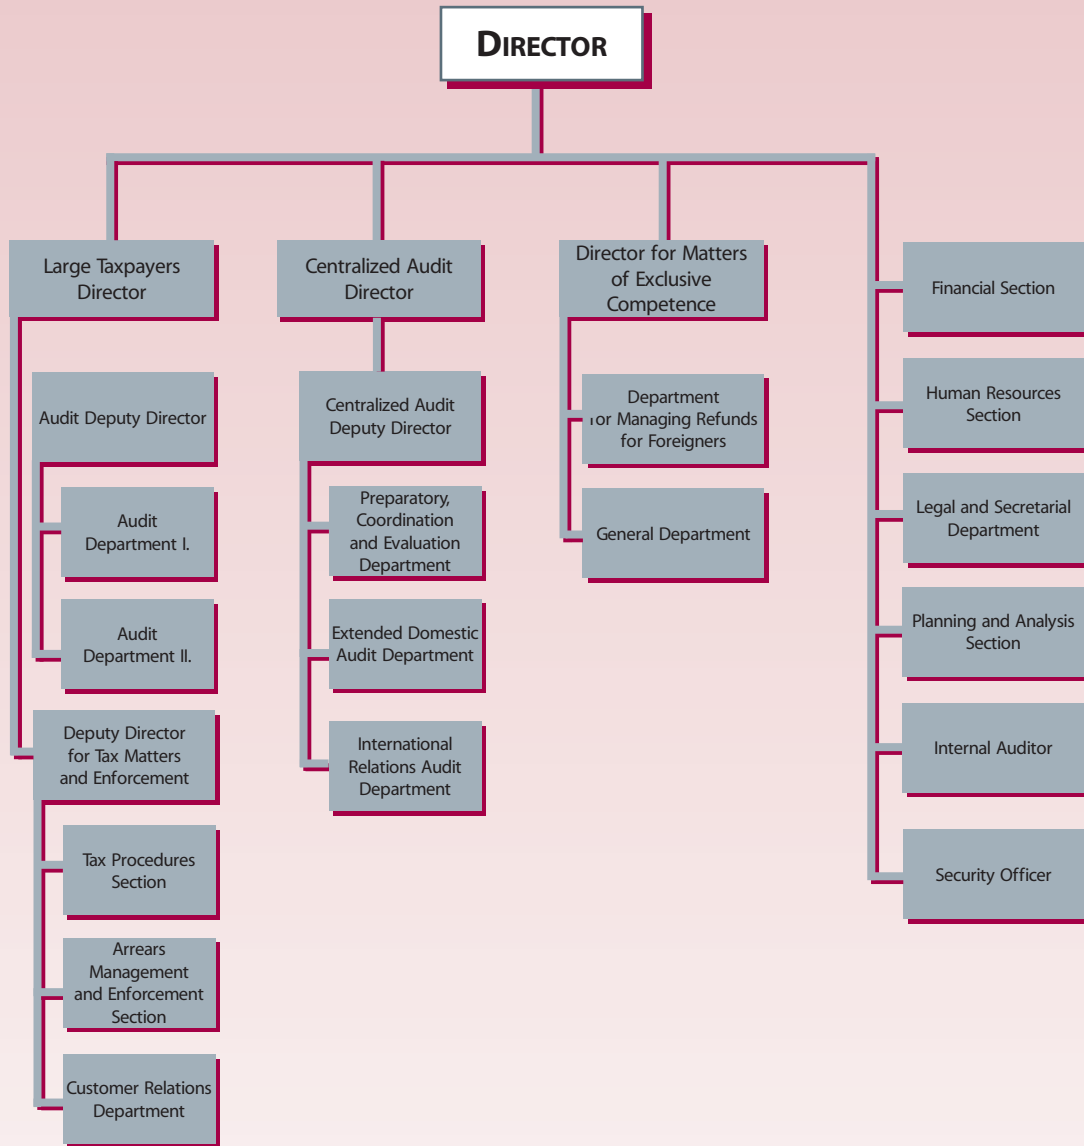 DIRECTOR
Large Taxpayers
Director
Audit Deputy Director
Audit
Department I.
Audit
Department II.
Deputy Director
for Tax Matters
and Enforcement
Tax Procedures
Section
Arrears
Management
and Enforcement
Section
Customer Relations
Department
Centralized Audit
Director
Centralized Audit
Deputy Director
Preparatory,
Coordination
and Evaluation
Department
Extended Domestic
Audit Department
International
Relations Audit
Department
Director for Matters
of Exclusive
Competence
Department
for Managing Refunds
for Foreigners
General Department
Financial Section
Human Resources
Section
Legal and Secretarial
Department
Planning and Analysis
Section
Internal Auditor
Security Officer